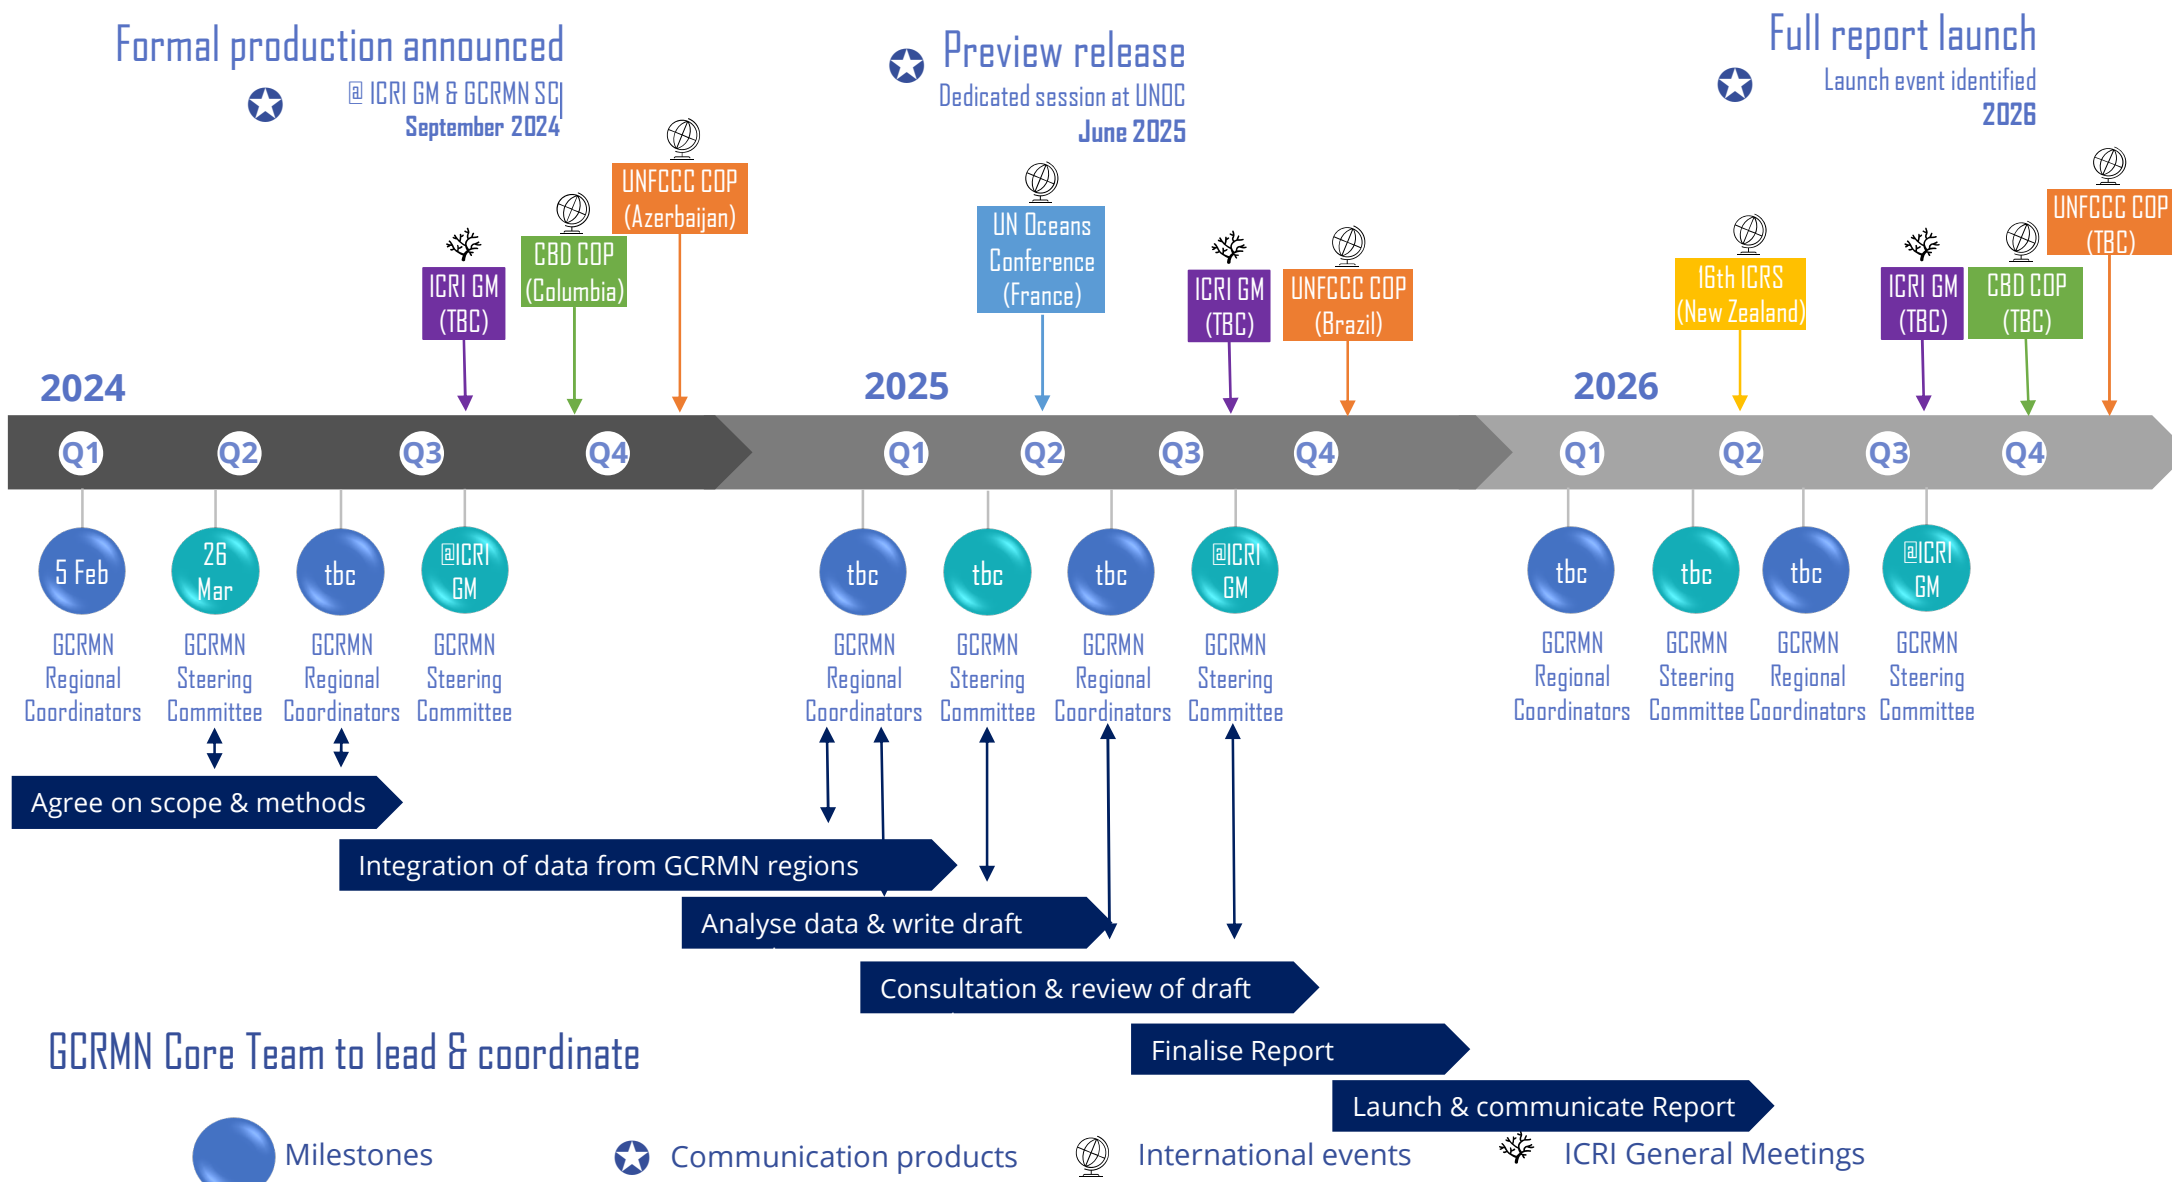 Formal production announced
@ ICRI GM & GCRMN SC
September 2024
Preview release
Dedicated session at UNOC
June 2025
Full report launch
Launch event identified
2026
ICRI GM
(TBC)
CBD COP
(Columbia)
UNFCCC COP
(Azerbaijan)
UN Oceans
Conference
(France)
ICRI GM
(TBC)
UNFCCC COP
(Brazil)
16th ICRS
(New Zealand)
ICRI GM
(TBC)
CBD COP
(TBC)
UNFCCC COP
(TBC)
2024
2025
2026
Q1
Q2
Q3
Q4
Q1
Q2
Q3
Q4
Q1
Q2
Q3
Q4
5 Feb
26
Mar
tbc
@ICRI
GM
tbc
tbc
tbc
@ICRI
GM
tbc
tbc
tbc
@ICRI
GM
GCRMN
Regional
Coordinators
GCRMN
Steering
Committee
GCRMN
Regional
Coordinators
GCRMN
Steering
Committee
GCRMN
Regional
Coordinators
GCRMN
Steering
Committee
GCRMN
Regional
Coordinators
GCRMN
Steering
Committee
GCRMN
Regional
Coordinators
GCRMN
Steering
Committee
GCRMN
Regional
Coordinators
GCRMN
Steering
Committee
Agree on scope & methods
Integration of data from GCRMN regions
Analyse data & write draft
Consultation & review of draft
Finalise Report
Launch & communicate Report
GCRMN Core Team to lead & coordinate
Milestones
Communication products
International events
ICRI General Meetings